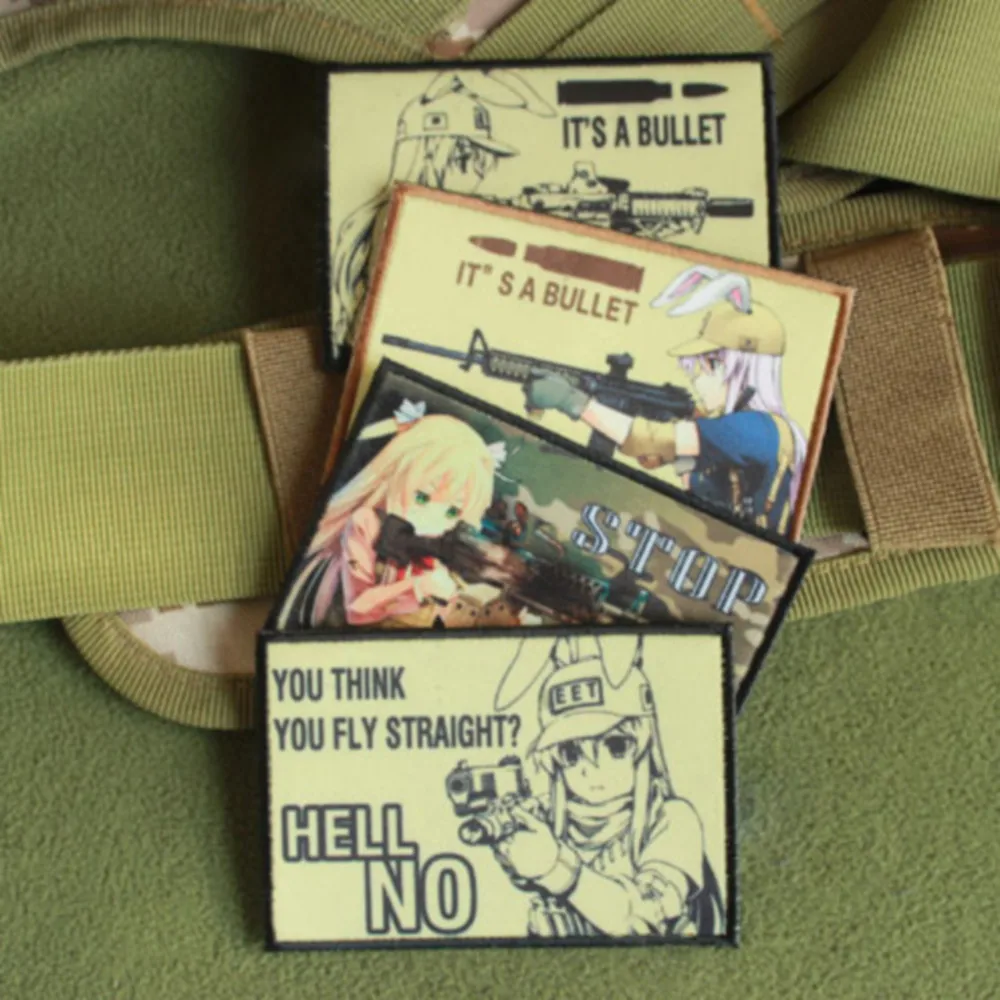 IT'S A BULLET
IT" S A BULLET
STOP
YOU THINK
YOU FLY STRAIGHT?
EET
HELL
NO